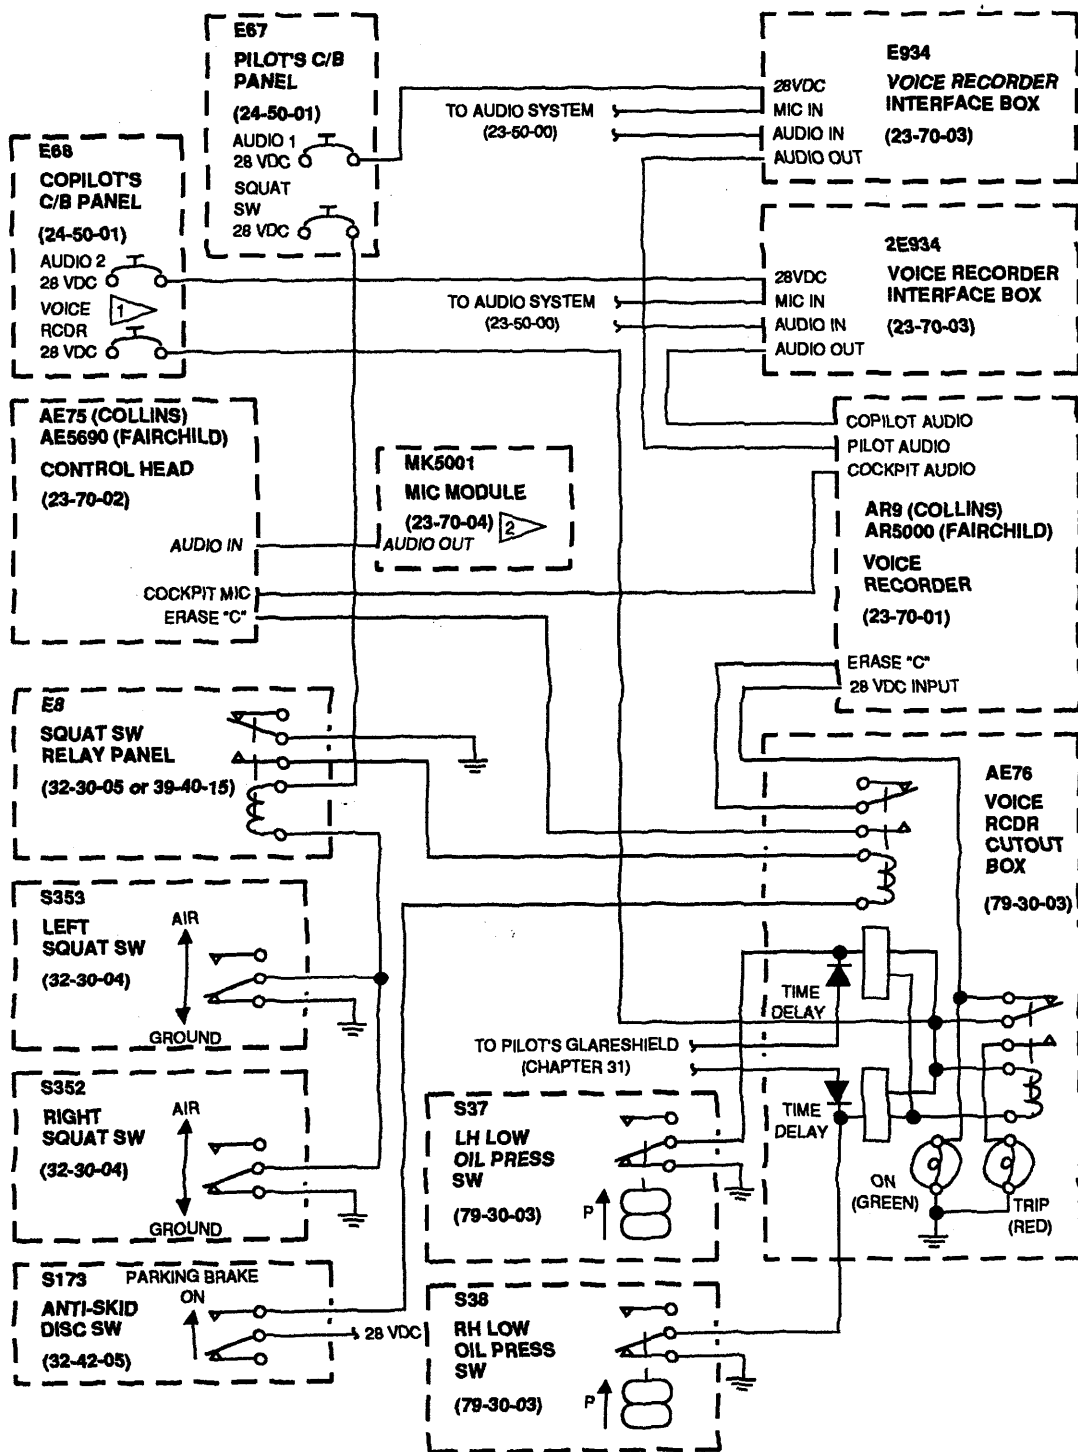 E67
PILOT'S C/B
PANEL
(24-50-01)
AUDIO 1
28 VDC
SQUAT
SW
28 VDC
E934
VOICE RECORDER
INTERFACE BOX
(23-70-03)
28VDC
MIC IN
AUDIO IN
AUDIO OUT
TO AUDIO SYSTEM
(23-50-00)
E68
COPILOT'S
C/B PANEL
(24-50-01)
AUDIO 2
28 VDC
VOICE
RCDR
28 VDC
1
2E934
VOICE RECORDER
INTERFACE BOX
(23-70-03)
28VDC
MIC IN
AUDIO IN
AUDIO OUT
TO AUDIO SYSTEM
(23-50-00)
AE75 (COLLINS)
AE5690 (FAIRCHILD)
CONTROL HEAD
(23-70-02)
AUDIO IN
COCKPIT MIC
ERASE "C"
MK5001
MIC MODULE
(23-70-04)
2
AUDIO OUT
COPILOT AUDIO
PILOT AUDIO
COCKPIT AUDIO
AR9 (COLLINS)
AR5000 (FAIRCHILD)
VOICE
RECORDER
(23-70-01)
ERASE "C"
28 VDC INPUT
E8
SQUAT SW
RELAY PANEL
(32-30-05 or 39-40-15)
AE76
VOICE
RCDR
CUTOUT
BOX
(79-30-03)
TIME
DELAY
TIME
DELAY
ON
(GREEN)
TRIP
(RED)
S353
LEFT
SQUAT SW
(32-30-04)
AIR
GROUND
TO PILOT'S GLARESHIELD
(CHAPTER 31)
S352
RIGHT
SQUAT SW
(32-30-04)
AIR
GROUND
S37
LH LOW
OIL PRESS
SW
(79-30-03)
P
S173
PARKING BRAKE
ON
ANTI-SKID
DISC SW
(32-42-05)
28 VDC
S38
RH LOW
OIL PRESS
SW
(79-30-03)
P